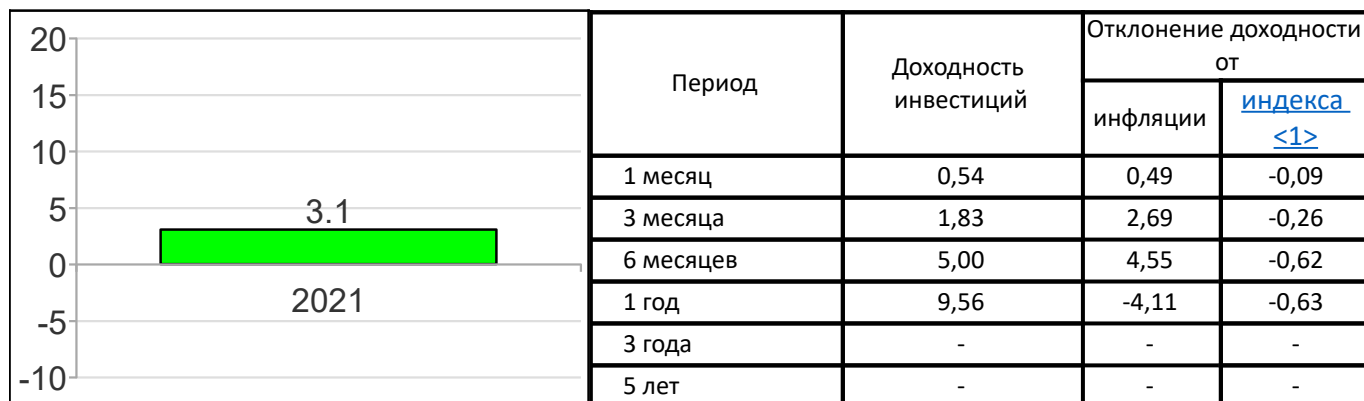 20
15
10
5
0
-5
-10
3.1
2021
Период
Доходность
инвестиций
Отклонение доходности
от
инфляции
индекса
<1>
1 месяц 0,54 0,49 -0,09
3 месяца 1,83 2,69 -0,26
6 месяцев 5,00 4,55 -0,62
1 год 9,56 -4,11 -0,63
3 года - - -
5 лет - - -